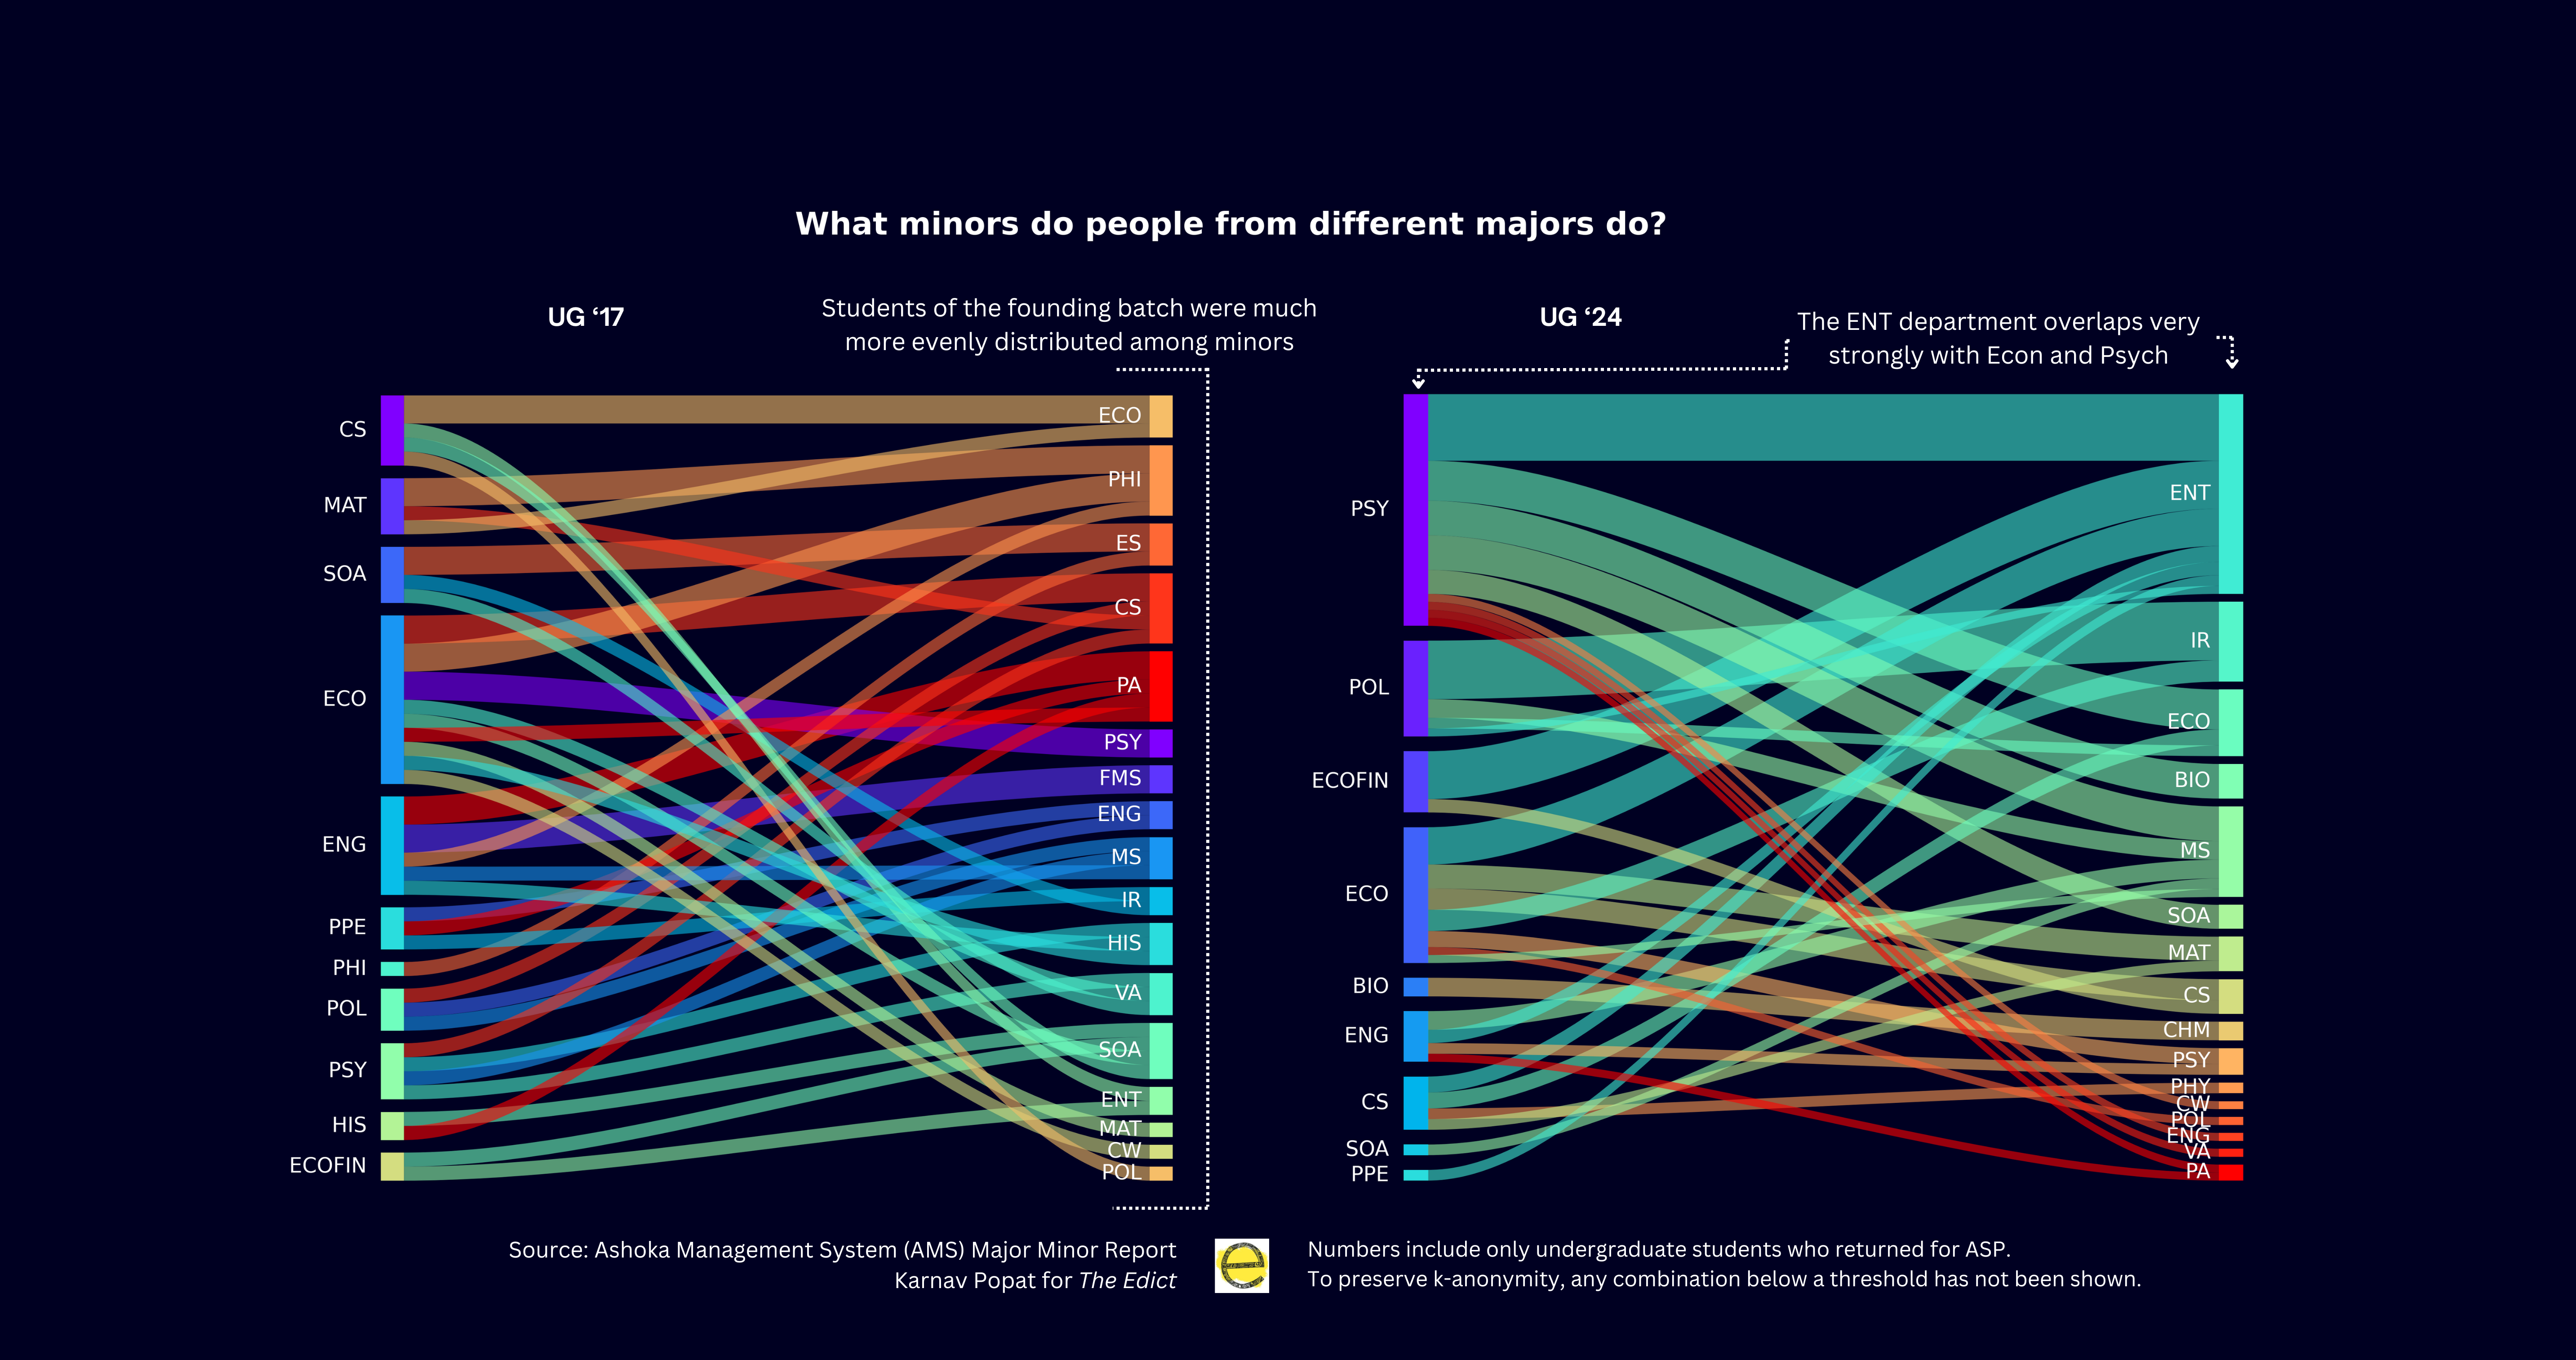 What minors do people from different majors do?
UG ‘17
Students of the founding batch were much
more evenly distributed among minors
CS
MAT
SOA
ECO
ENG
PPE
PHI
POL
PSY
HIS
ECOFIN
ECO
PHI
ES
CS
PA
PSY
FMS
ENG
MS
IR
HIS
VA
SOA
ENT
MAT
CW
POL
UG ‘24
The ENT department overlaps very
strongly with Econ and Psych
PSY
POL
ECOFIN
ECO
BIO
ENG
CS
SOA
PPE
ENT
IR
ECO
BIO
MS
SOA
MAT
CS
CHM
PSY
PHY
CW
POL
ENG
VA
PA
Source: Ashoka Management System (AMS) Major Minor Report
Karnav Popat for The Edict
e
Numbers include only undergraduate students who returned for ASP.
To preserve k-anonymity, any combination below a threshold has not been shown.